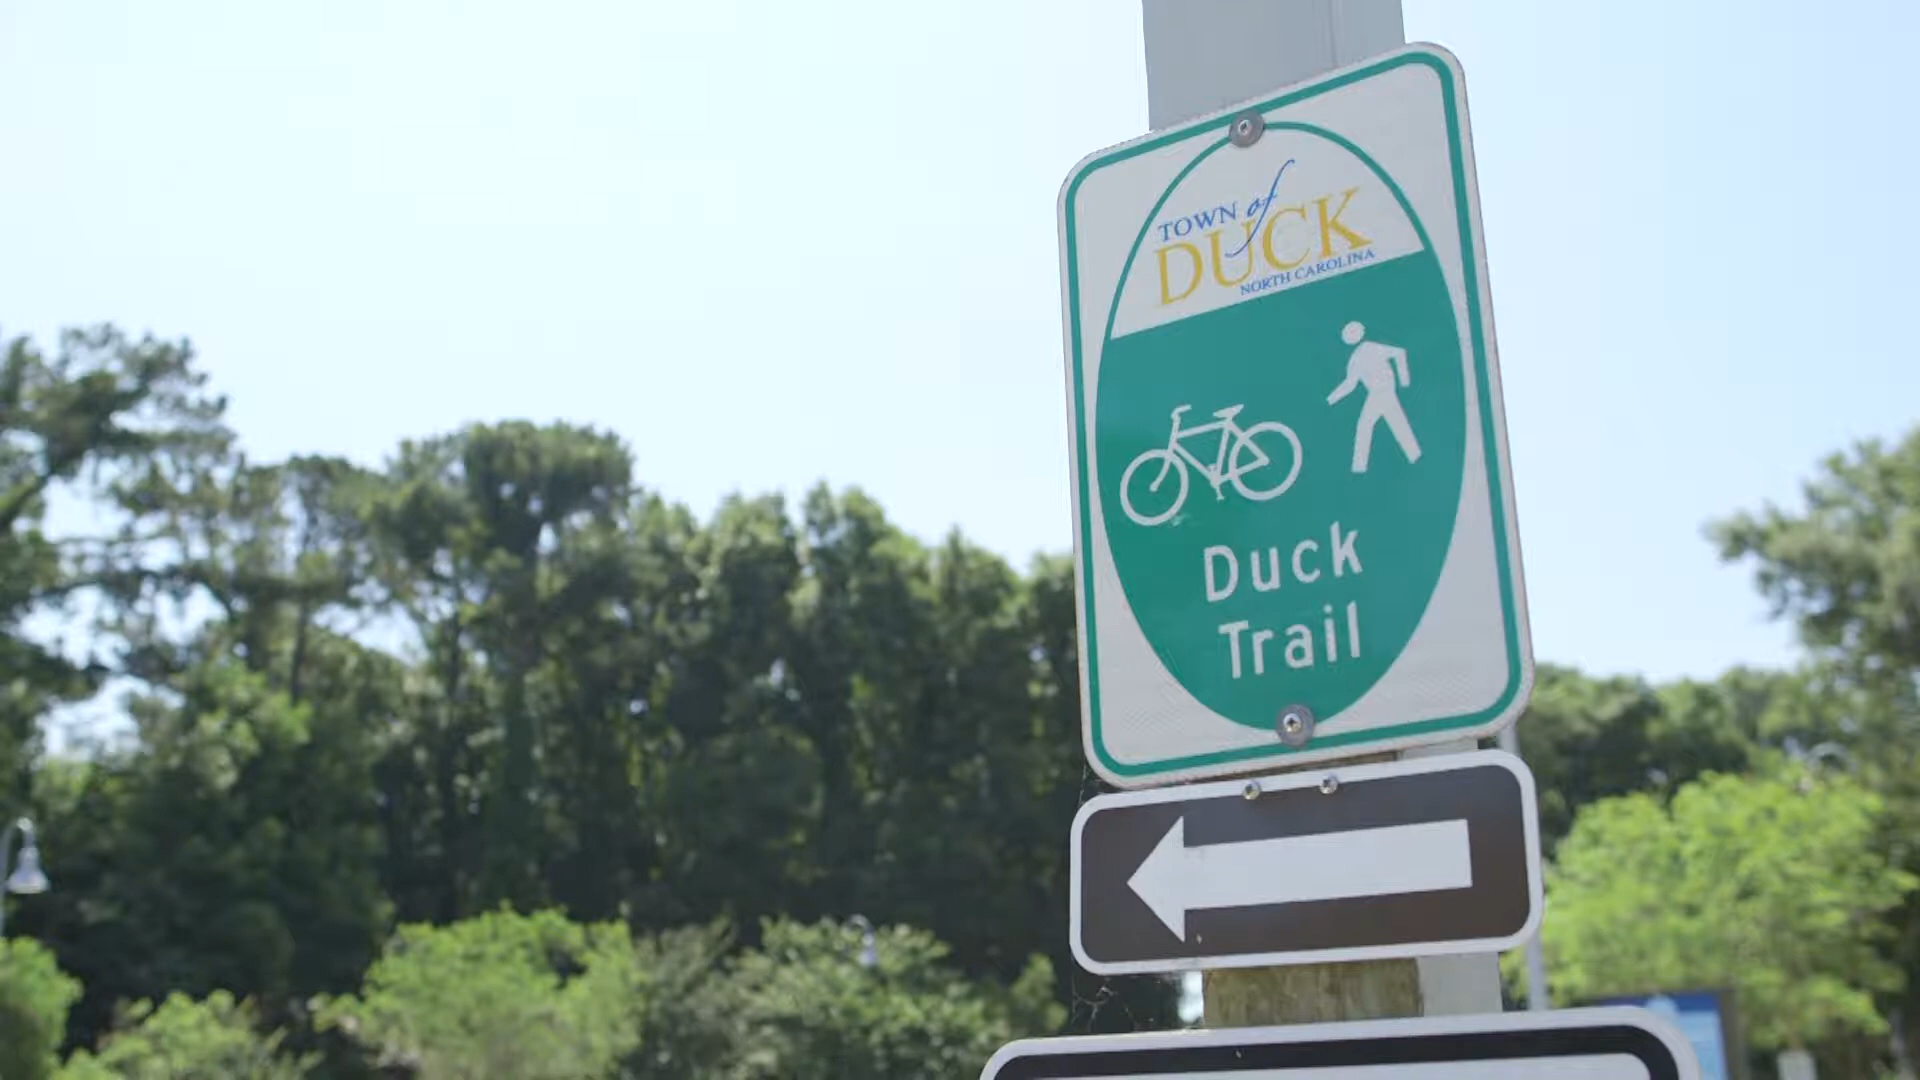 TOWN of
DUCK
NORTH CAROLINA
Duck
Trail